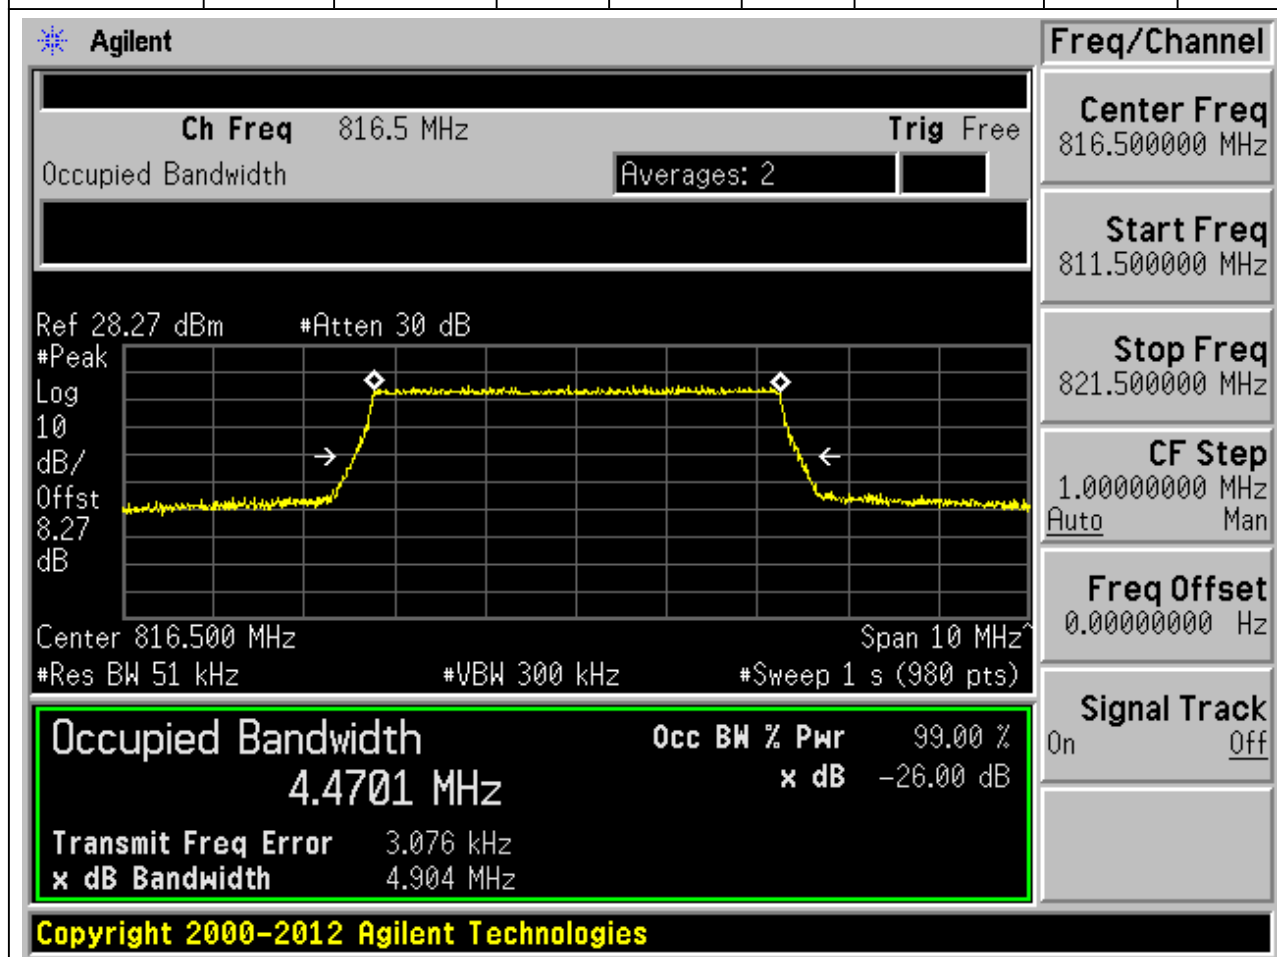 Agilent
Freq/Channel
Ch Freq 816.5 MHz Trig Free
Occupied Bandwidth Averages: 2
Center Freq
816.500000 MHz
Start Freq
811.500000 MHz
Stop Freq
821.500000 MHz
CF Step
1.00000000 MHz
Auto Man
Freq Offset
0.00000000 Hz
Signal Track
On Off
Ref 28.27 dBm #Atten 30 dB
#Peak
Log
10
dB/
Offst
8.27
dB
Center 816.500 MHz Span 10 MHz^
#Res BW 51 kHz #VBW 300 kHz #Sweep 1 s (980 pts)
Occupied Bandwidth Occ BW % Pwr 99.00 %
4.4701 MHz x dB -26.00 dB
Transmit Freq Error 3.076 kHz
x dB Bandwidth 4.904 MHz
Copyright 2000-2012 Agilent Technologies